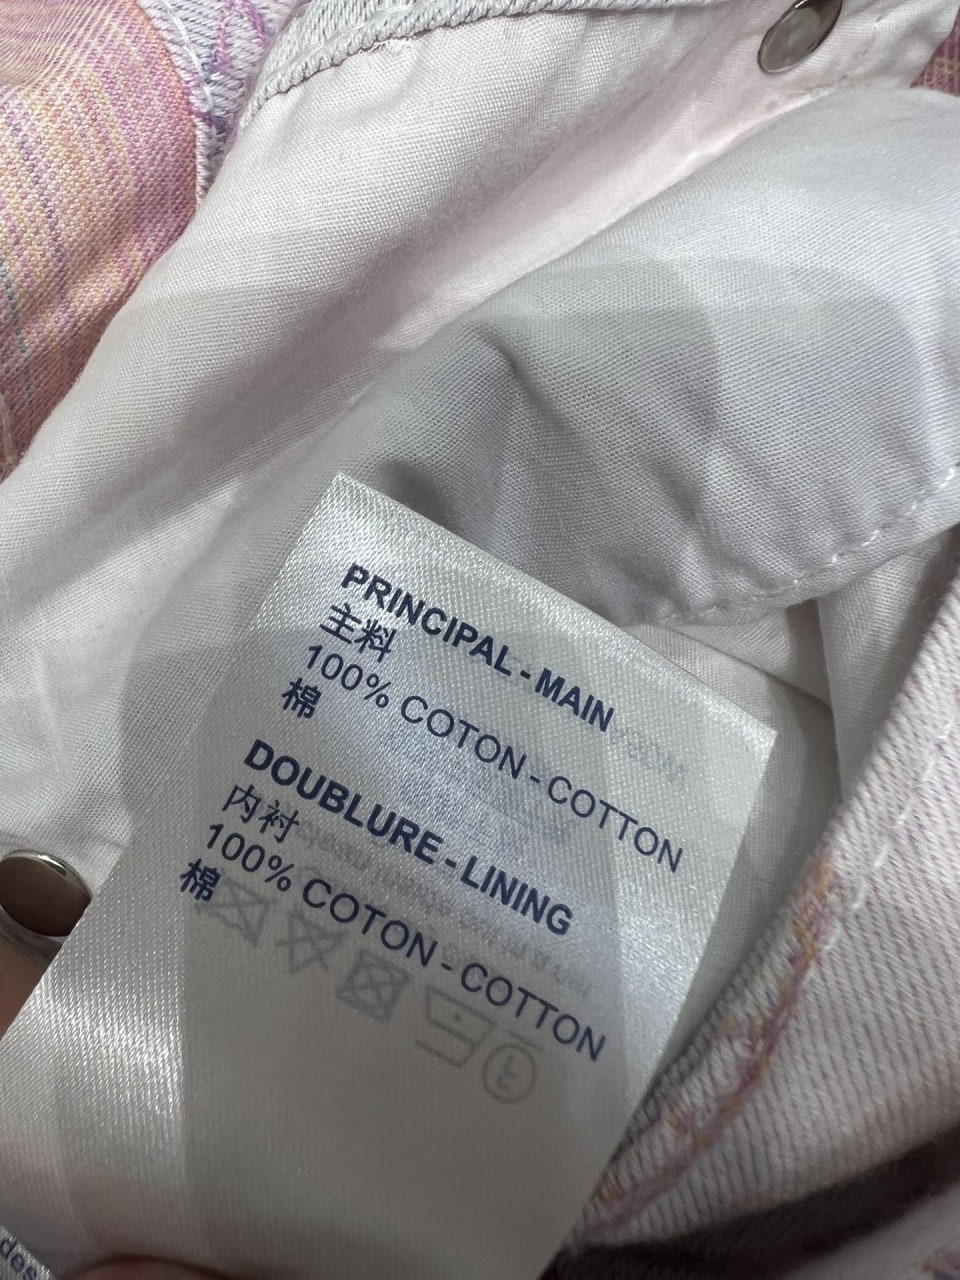 PRINCIPAL - MAIN
主料
100% COTON - COTTON
棉
DOUBLURE - LINING
内衬
100% COTON - COTTON
棉